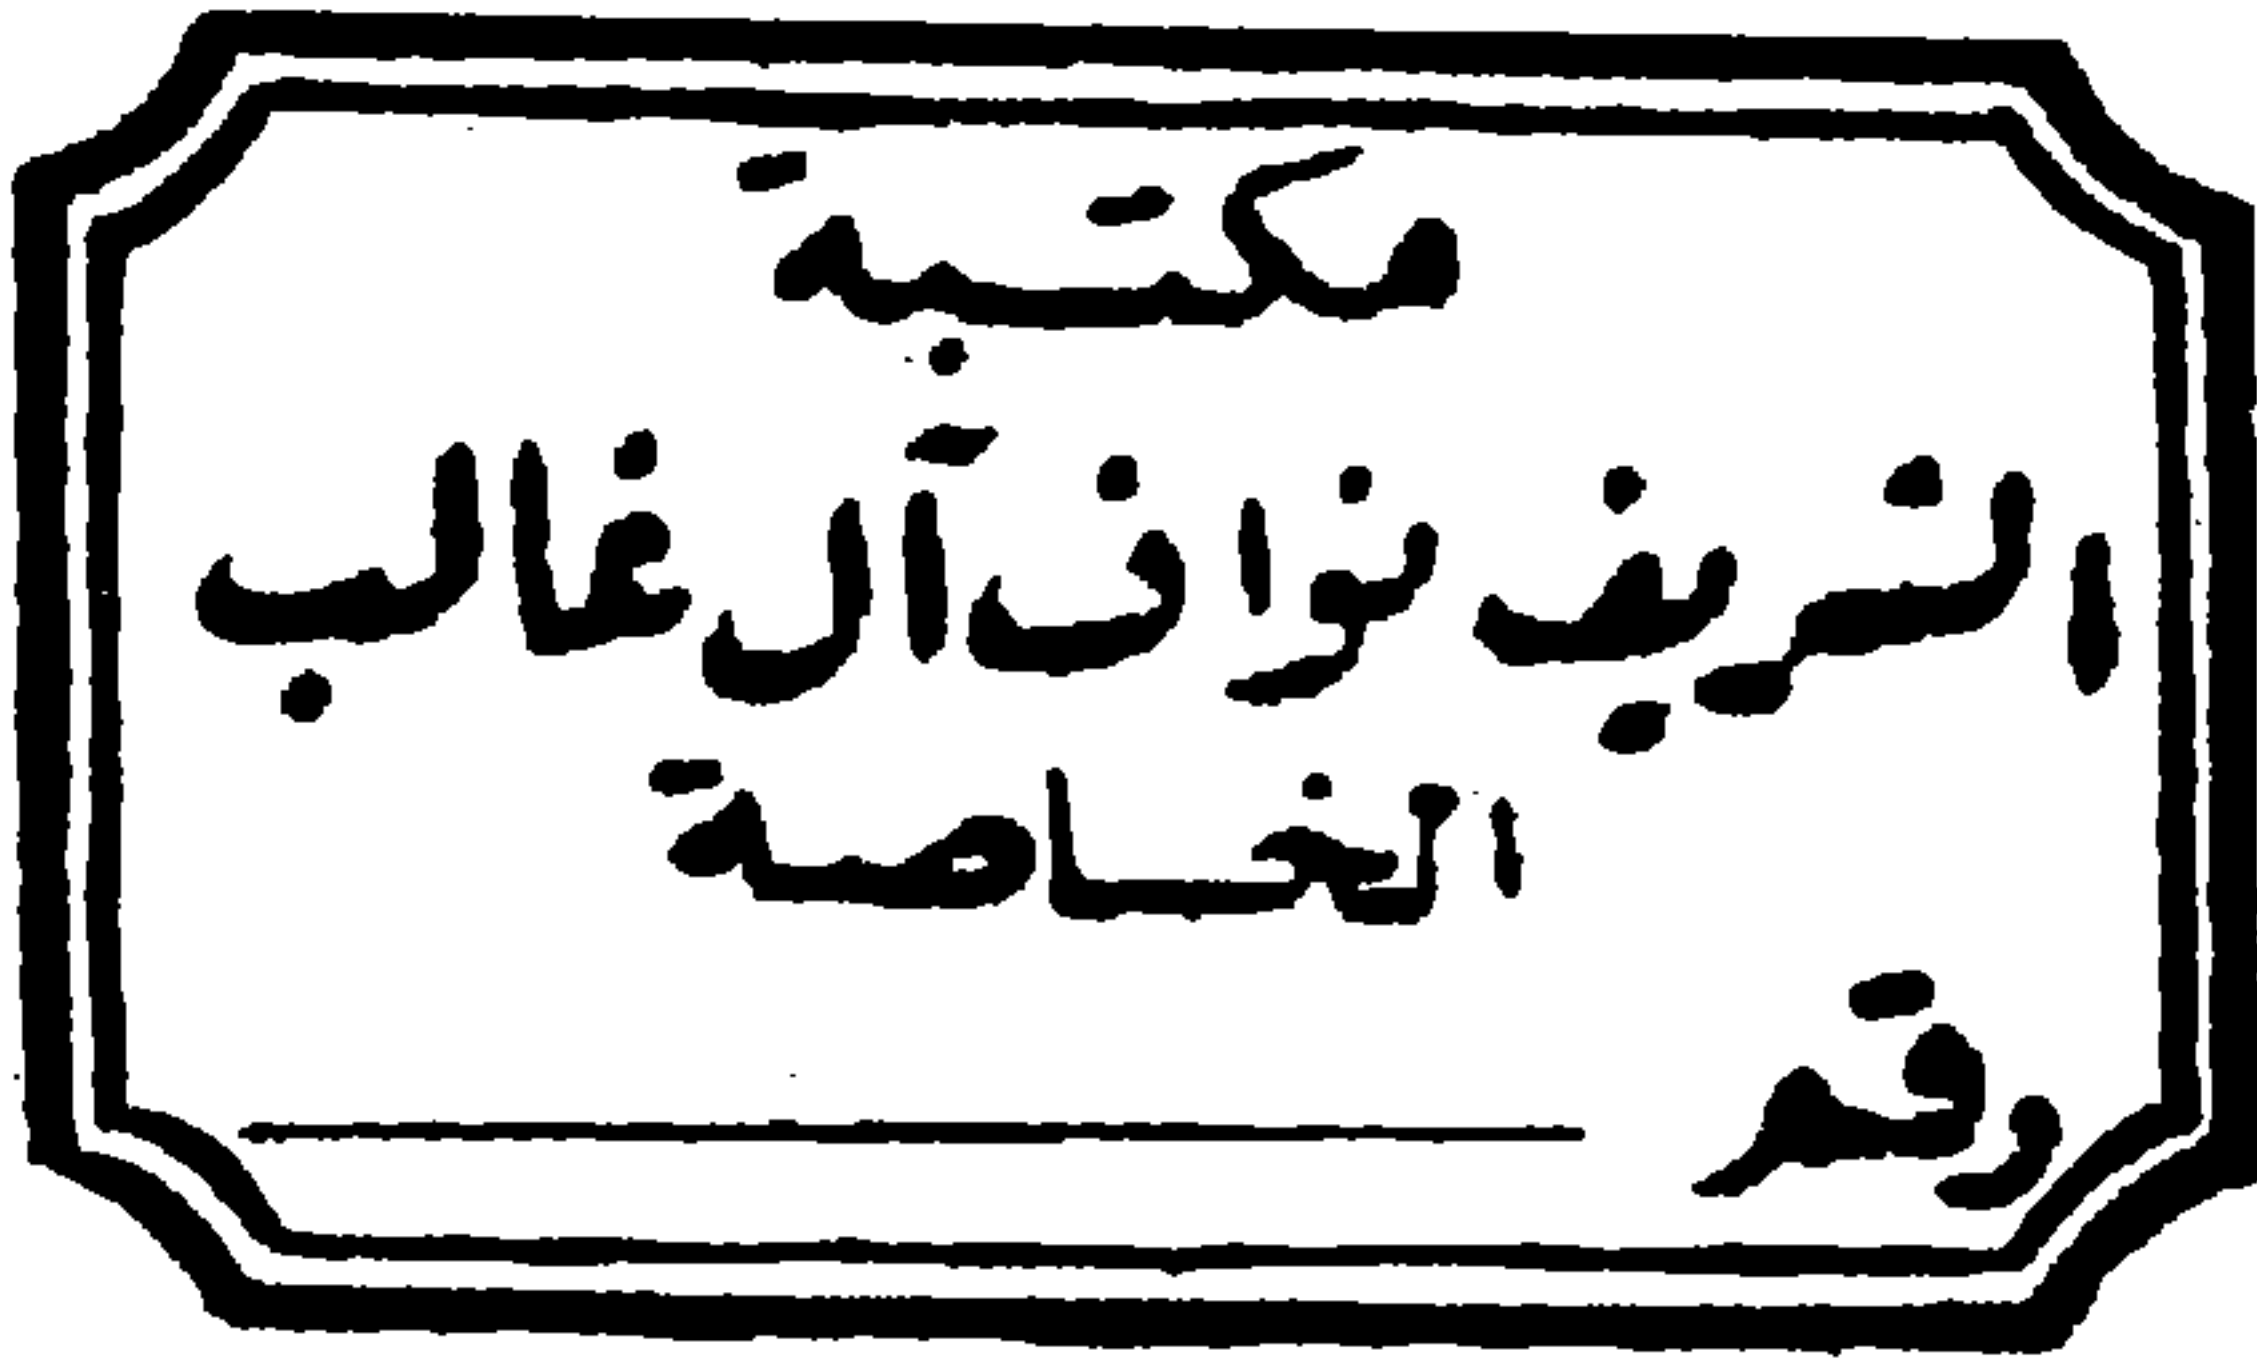 مكتبة
الشريف نواف آل غالب
الخاصة
رقم